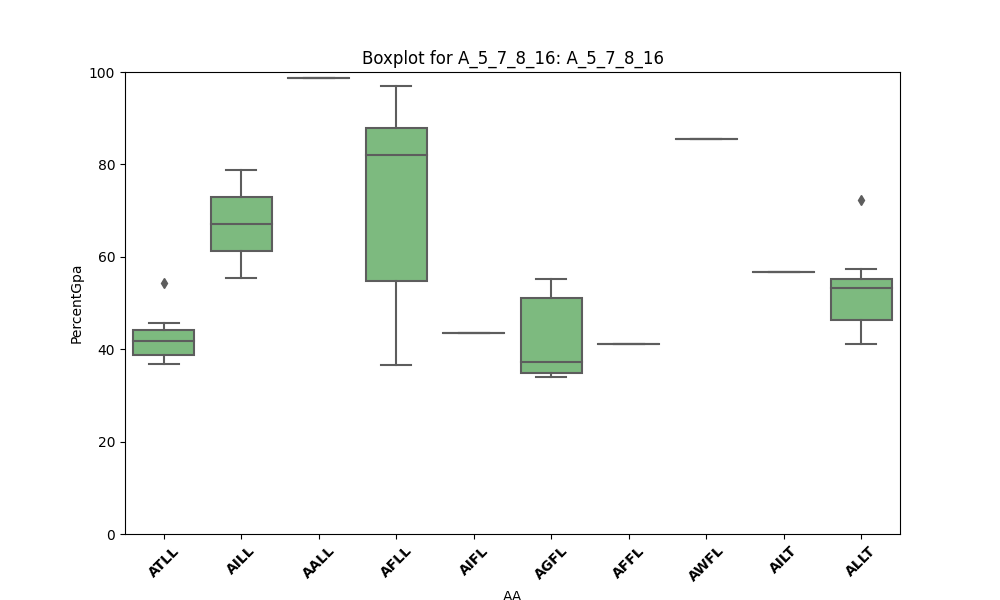 Boxplot for A_5_7_8_16: A_5_7_8_16
100
80
60
40
20
0
PercentGpa
ATLL
AILL
AALL
AFLL
AIFL
AGFL
AFFL
AWFL
AILT
ALLT
AA